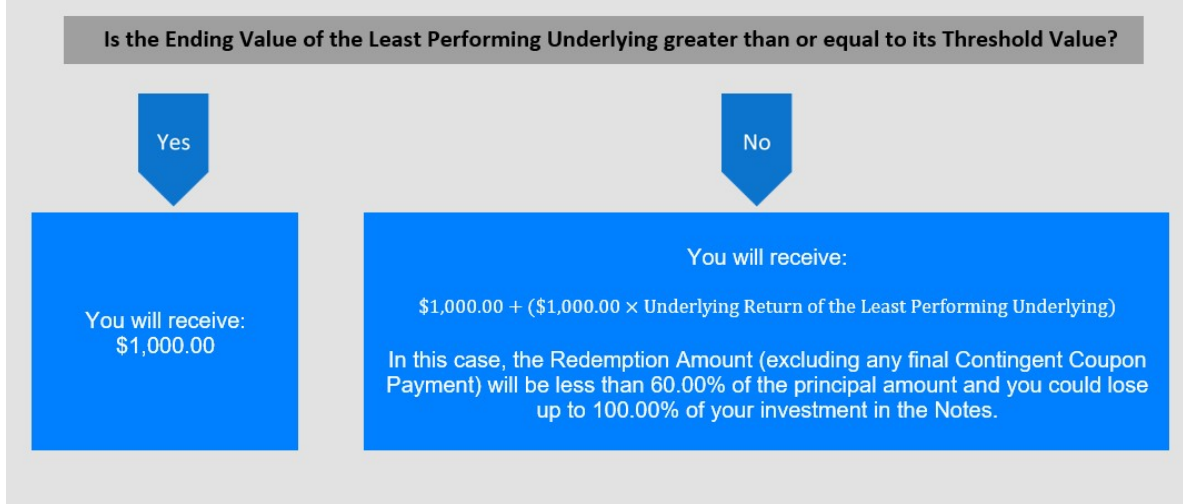 Is the Ending Value of the Least Performing Underlying greater than or equal to its Threshold Value?
Yes
No
You will receive:
$1,000.00
You will receive:
$1,000.00 + ($1,000.00 × Underlying Return of the Least Performing Underlying)
In this case, the Redemption Amount (excluding any final Contingent Coupon
Payment) will be less than 60.00% of the principal amount and you could lose
up to 100.00% of your investment in the Notes.